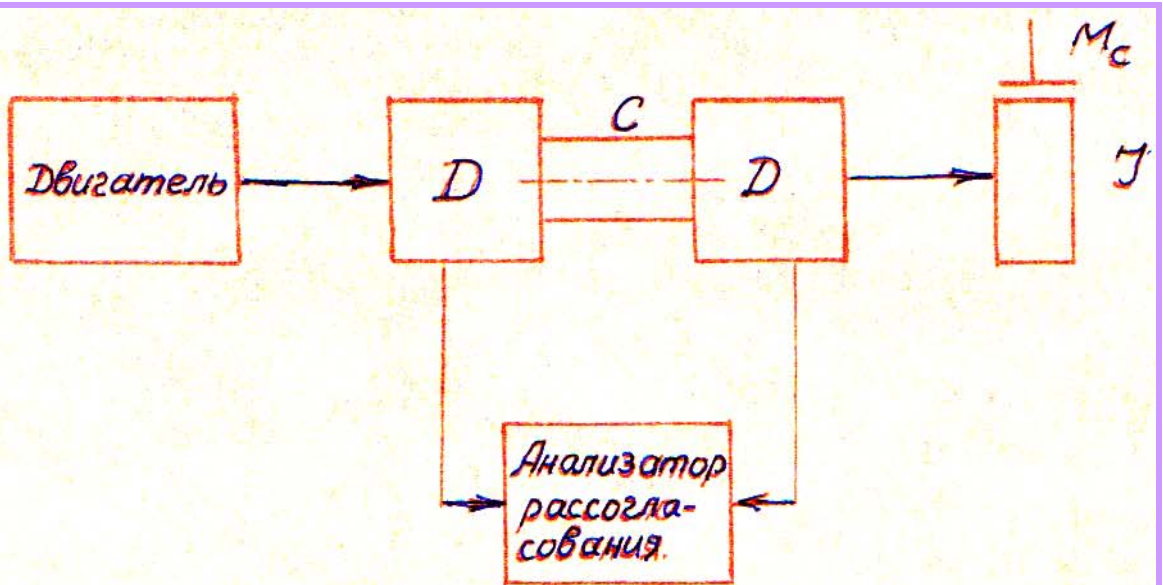 Mc
C
Двигатель
D
D
J
Анализатор
рассогла-
сования.